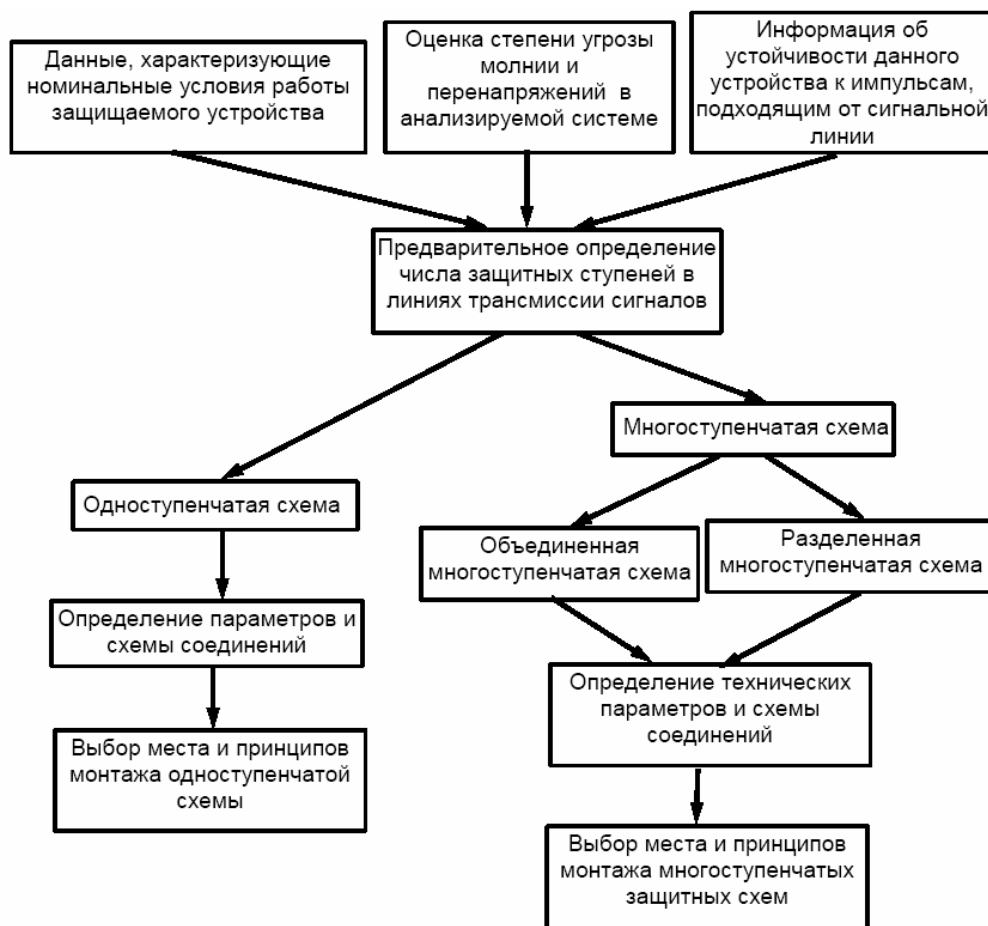 Данные, характеризующие
номинальные условия работы
защищаемого устройства
Оценка степени угрозы
молнии и
перенапряжений в
анализируемой системе
Информация об
устойчивости данного
устройства к импульсам,
подходящим от сигнальной
линии
Предварительное определение
числа защитных ступеней в
линиях трансмиссии сигналов
Многоступенчатая схема
Одноступенчатая схема
Объединенная
многоступенчатая схема
Разделенная
многоступенчатая схема
Определение параметров и
схемы соединений
Определение технических
параметров и схемы
соединений
Выбор места и принципов
монтажа одноступенчатой
схемы
Выбор места и принципов
монтажа многоступенчатых
защитных схем